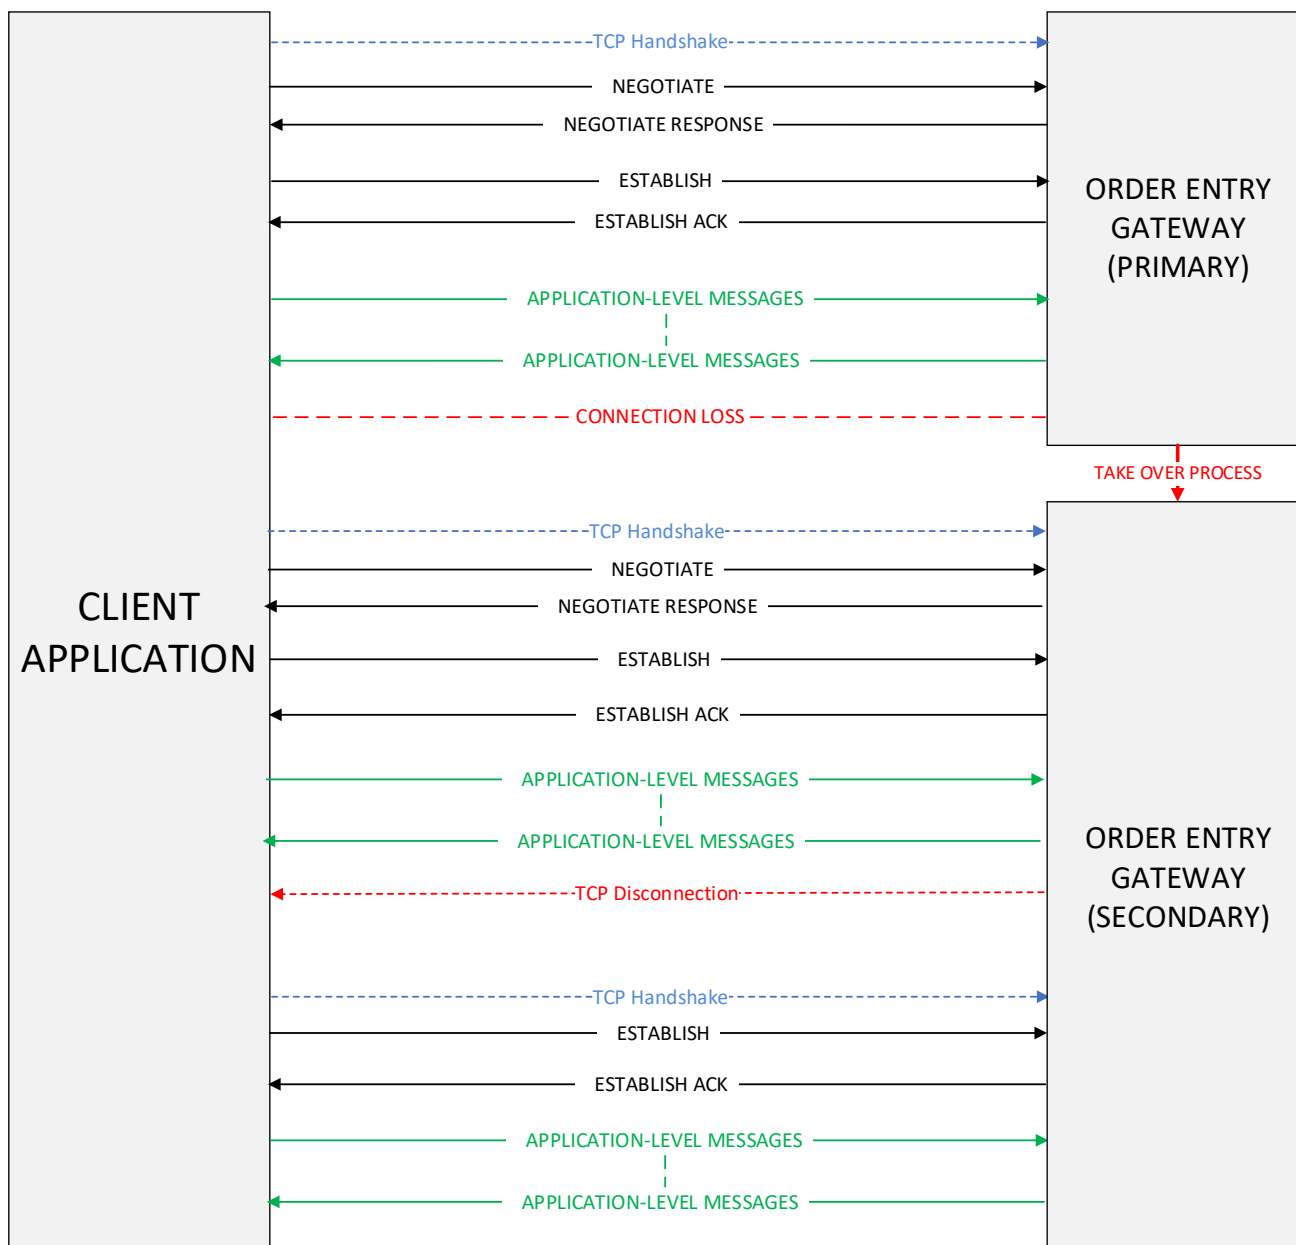 TCP Handshake
NEGOTIATE
NEGOTIATE RESPONSE
ESTABLISH
ESTABLISH ACK
APPLICATION-LEVEL MESSAGES
APPLICATION-LEVEL MESSAGES
CONNECTION LOSS
ORDER ENTRY
GATEWAY
(PRIMARY)
TAKE OVER PROCESS
CLIENT
APPLICATION
TCP Handshake
NEGOTIATE
NEGOTIATE RESPONSE
ESTABLISH
ESTABLISH ACK
APPLICATION-LEVEL MESSAGES
APPLICATION-LEVEL MESSAGES
TCP Disconnection
ORDER ENTRY
GATEWAY
(SECONDARY)
TCP Handshake
ESTABLISH
ESTABLISH ACK
APPLICATION-LEVEL MESSAGES
APPLICATION-LEVEL MESSAGES